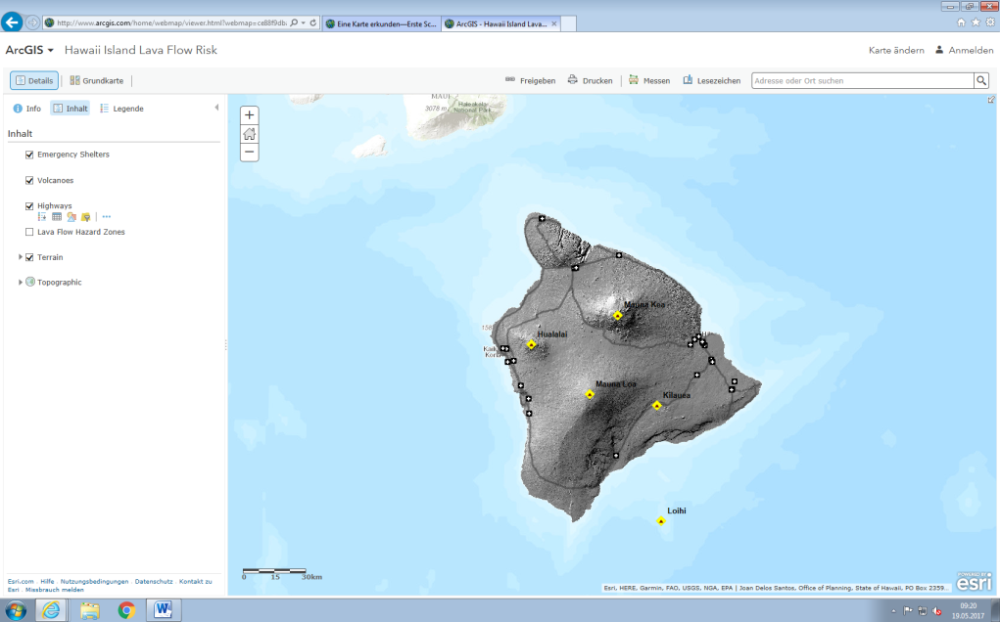 http://www.arcgis.com/home/webmap/viewer.html?webmap=ce88f9db
Eine Karte erkunden—Erste Sc...
ArcGIS - Hawaii Island Lava...
ArcGIS
Hawaii Island Lava Flow Risk
Karte ändern
Anmelden
Details
Grundkarte
Freigeben
Drucken
Messen
Lesezeichen
Adresse oder Ort suchen
Info
Inhalt
Legende
Inhalt
Emergency Shelters
Volcanoes
Highways
Lava Flow Hazard Zones
Terrain
Topographic
MAUI
3078 m
Haleakala
National Park
Mauna Kea
Hualalai
Mauna Loa
Kilauea
Loihi
0 15 30km
Esri, HERE, Garmin, FAO, USGS, NGA, EPA | Joan Delos Santos, Office of Planning, State of Hawaii, PO Box 2359...
POWERED BY
esri
Esri.com . Hilfe . Nutzungsbedingungen . Datenschutz . Kontakt zu
Esri . Missbrauch melden
09:20
19.05.2017